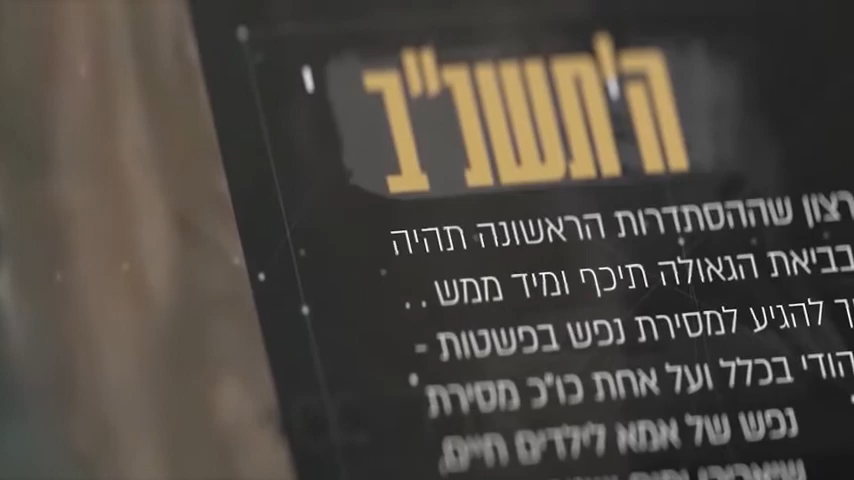 ה'תשנ"ב
רצון שההסתדרות הראשונה תהיה
בביאת הגאולה תיכף ומיד ממש . .
להגיע למסירת נפש בפשטות -
בכלל ועל אחת כו"כ מסירת
נפש של אמא לילדים חיים,